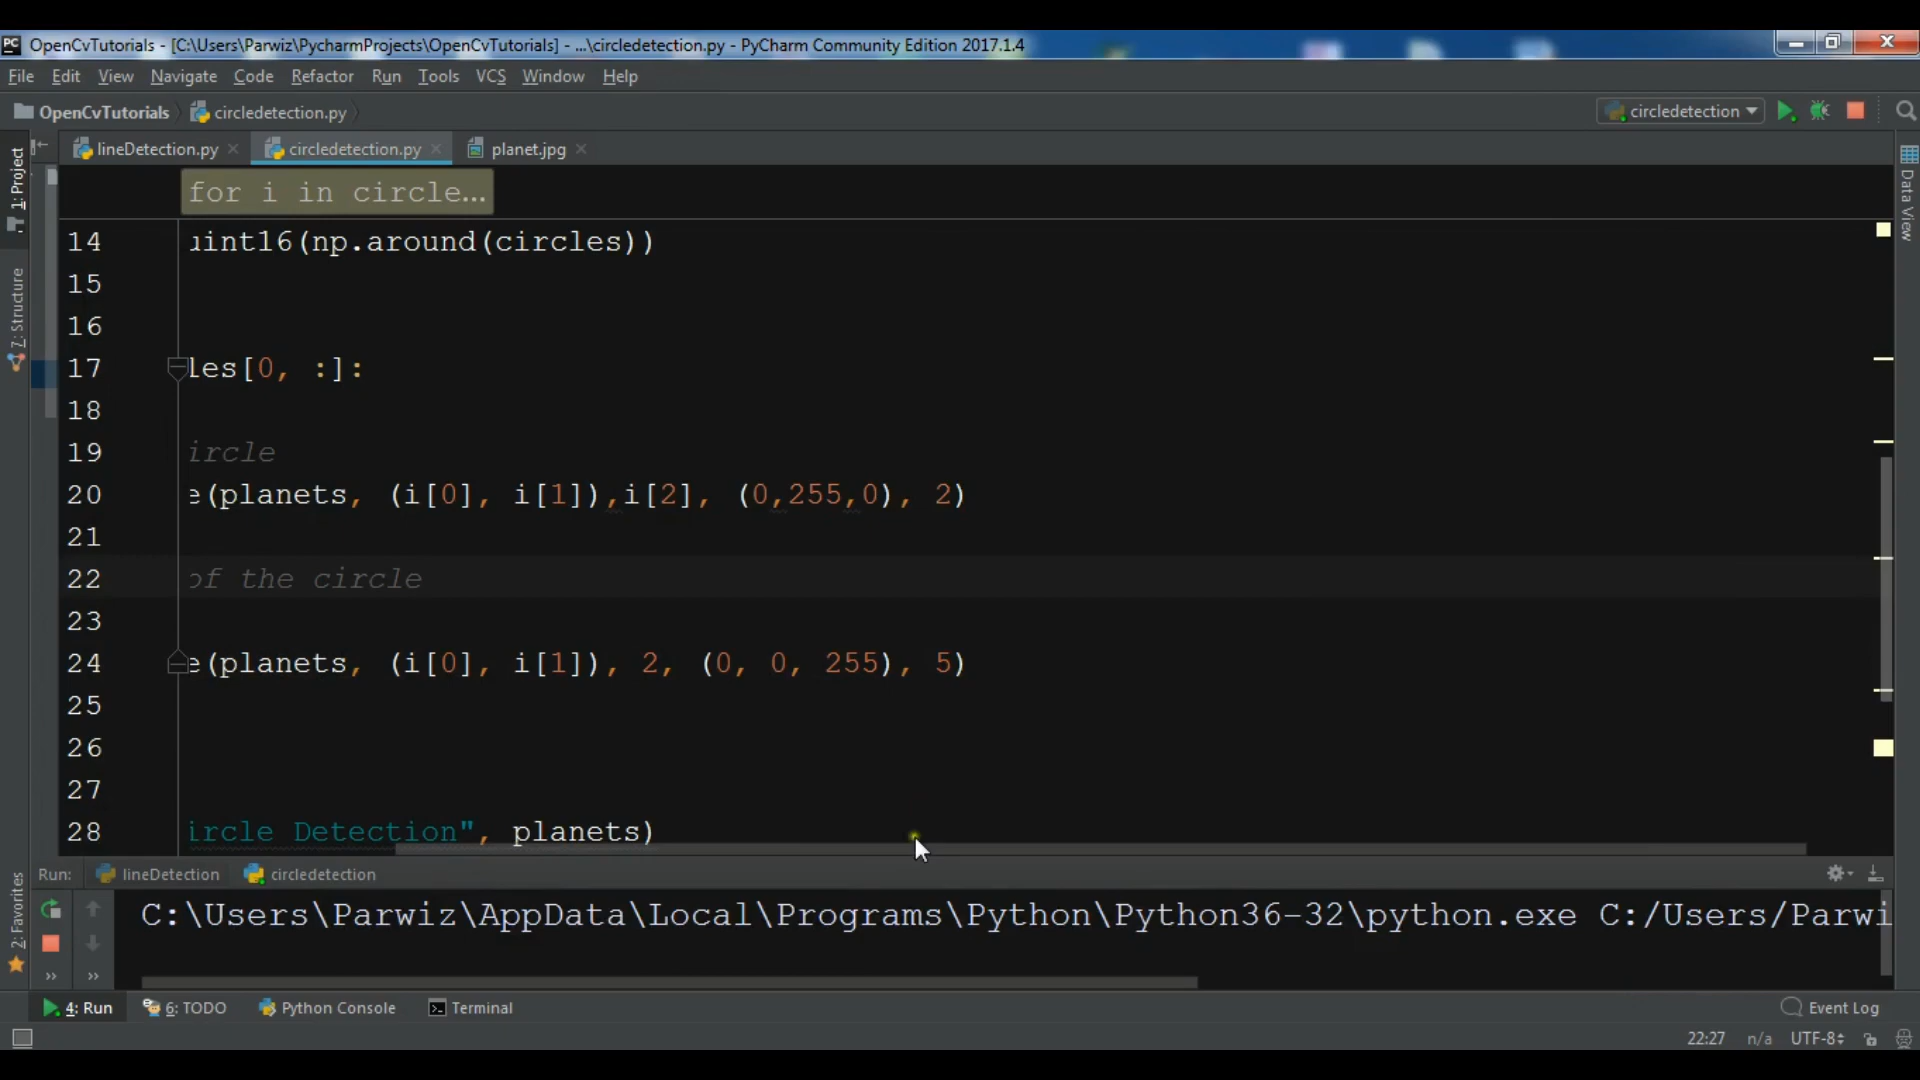 OpenCvTutorials - [C:\Users\Parwiz\PycharmProjects\OpenCvTutorials] - ...\circledetection.py - PyCharm Community Edition 2017.1.4
File Edit View Navigate Code Refactor Run Tools VCS Window Help
OpenCvTutorials circledetection.py circledetection
lineDetection.py circledetection.py planet.jpg
1: Project
7: Structure
2: Favorites
Data View
for i in circle...
14 uint16(np.around(circles))
15
16
17 les[0, :]:
18
19 ircle
20 e(planets, (i[0], i[1]),i[2], (0,255,0), 2)
21
22 of the circle
23
24 e(planets, (i[0], i[1]), 2, (0, 0, 255), 5)
25
26
27
28 ircle Detection", planets)
Run: lineDetection circledetection
C:\Users\Parwiz\AppData\Local\Programs\Python\Python36-32\python.exe C:/Users/Parwi
4: Run 6: TODO Python Console Terminal Event Log
22:27 n/a UTF-8